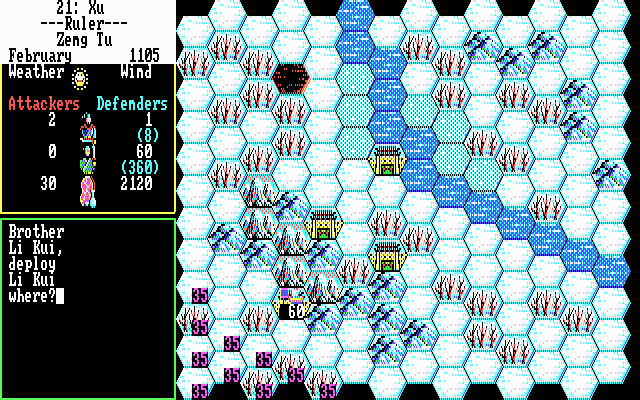 21: Xu
---Ruler---
Zeng Tu
February 1105
Weather Wind
Attackers Defenders
2 1
(8)
0 60
(360)
30 2120
Brother
Li Kui,
deploy
Li Kui
where?
35
60
35
35
35
35
35
35
35
35
35